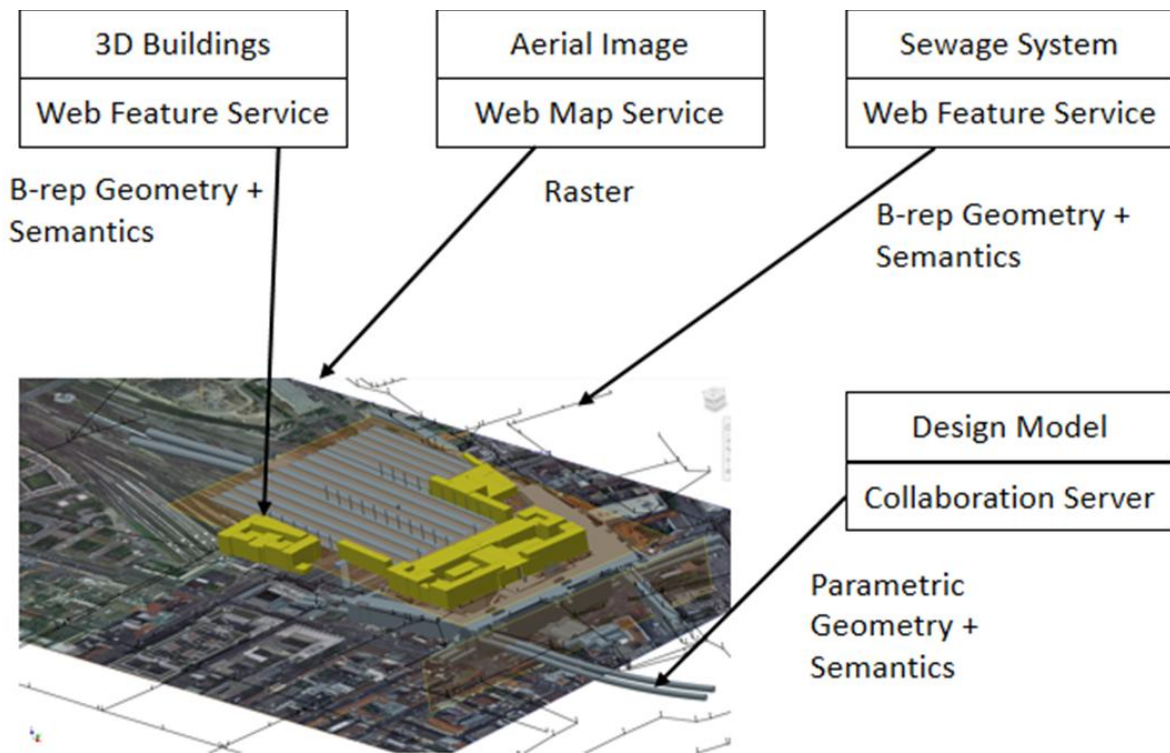 3D Buildings
Web Feature Service
B-rep Geometry +
Semantics
Aerial Image
Web Map Service
Raster
Sewage System
Web Feature Service
B-rep Geometry +
Semantics
Design Model
Collaboration Server
Parametric
Geometry +
Semantics